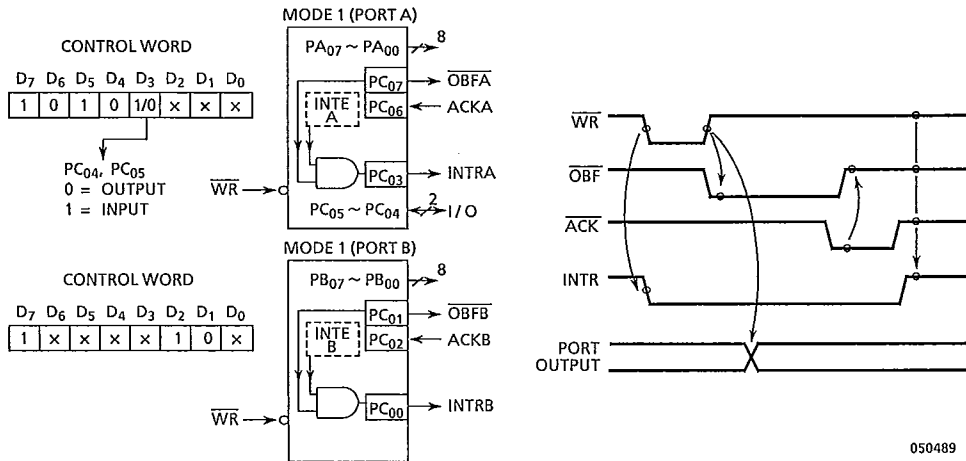 MODE 1 (PORT A)
CONTROL WORD
D7 D6 D5 D4 D3 D2 D1 D0
1 0 1 0 1/0 × × ×
PC04, PC05
0 = OUTPUT
1 = INPUT
PA07 ~ PA00
8
PC07
OBFA
PC06
ACKA
INTE
A
PC03
INTRA
WR
PC05 ~ PC04
2
I/O
MODE 1 (PORT B)
CONTROL WORD
D7 D6 D5 D4 D3 D2 D1 D0
1 × × × × 1 0 ×
PB07 ~ PB00
8
PC01
OBFB
PC02
ACKB
INTE
B
PC00
INTRB
WR
WR
OBF
ACK
INTR
PORT
OUTPUT
050489